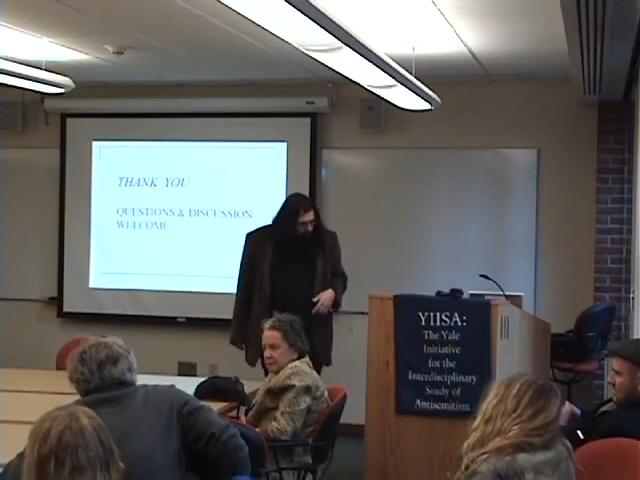 THANK YOU
QUESTIONS & DISCUSSION
WELCOME
YIISA:
The Yale
Initiative
for the
Interdisciplinary
Study of
Antisemitism